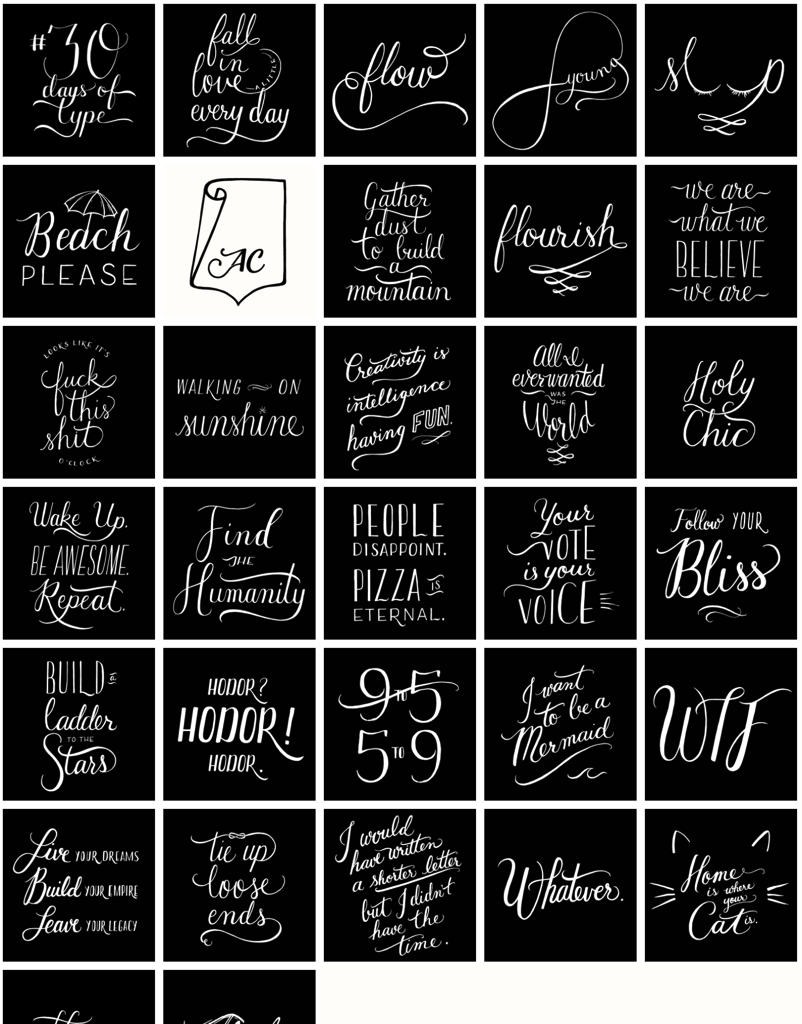 #30
days of
type
fall
in
love
every day
flow
young
sleep
Beach
PLEASE
AC
Gather
dust
to build
a
mountain
flourish
we are
what we
BELIEVE
we are
LOOKS LIKE IT'S
fuck
this
shit
O'CLOCK
WALKING ON
sunshine
Creativity is
intelligence
having FUN.
All I
ever wanted
WAS
THE
World
Holy
Chic
Wake Up.
BE AWESOME.
Repeat.
Find
THE
Humanity
PEOPLE
DISAPPOINT.
PIZZA IS
ETERNAL.
Your
VOTE
is your
VOICE
Follow YOUR
Bliss
BUILD a
ladder
TO THE
Stars
HODOR?
HODOR!
HODOR.
9 TO 5
5 TO 9
I want
to be a
Mermaid
WTF
Live YOUR DREAMS
Build YOUR EMPIRE
Leave YOUR LEGACY
tie up
loose
ends
I would
have written
a shorter letter
but I didn't
have the
time.
Whatever.
Home
is where
your
Cat is.